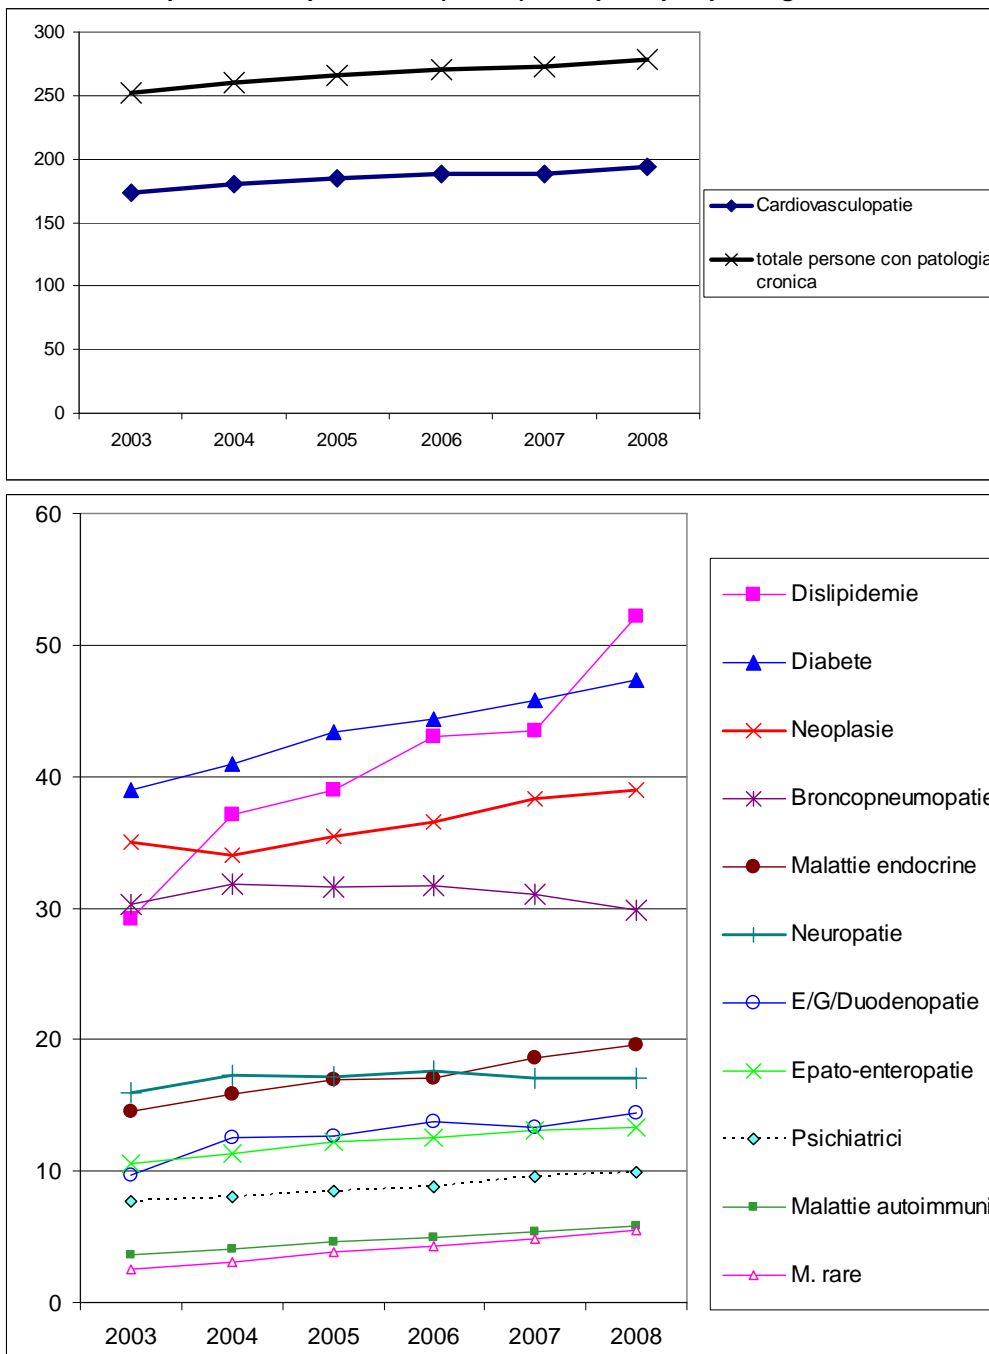 300
250
200
150
100
50
0
2003 2004 2005 2006 2007 2008
Cardiovasculopatie
totale persone con patologia
cronica
60
50
40
30
20
10
0
2003 2004 2005 2006 2007 2008
Dislipidemie
Diabete
Neoplasie
Broncopneumopatie
Malattie endocrine
Neuropatie
E/G/Duodenopatie
Epato-enteropatie
Psichiatrici
Malattie autoimmuni
M. rare